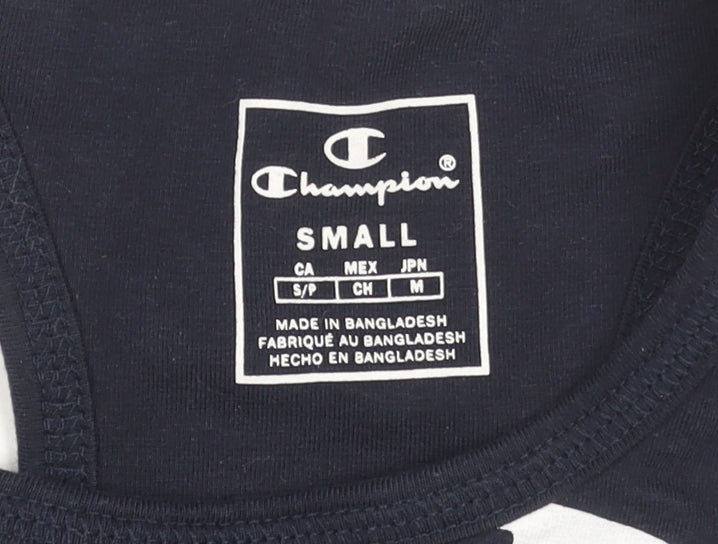 Champion®
SMALL
CA MEX JPN
S/P CH M
MADE IN BANGLADESH
FABRIQUÉ AU BANGLADESH
HECHO EN BANGLADESH